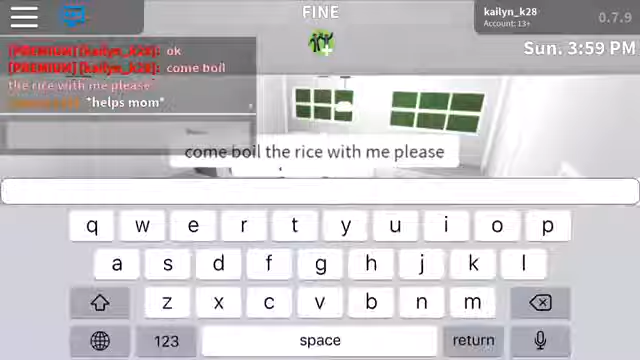 FINE
kailyn_k28
Account: 13+
0.7.9
Sun. 3:59 PM
[PREMIUM] [kailyn_k28]: ok
[PREMIUM] [kailyn_k28]: come boil
the rice with me please
*helps mom*
come boil the rice with me please
q w e r t y u i o p
a s d f g h j k l
z x c v b n m
123 space return